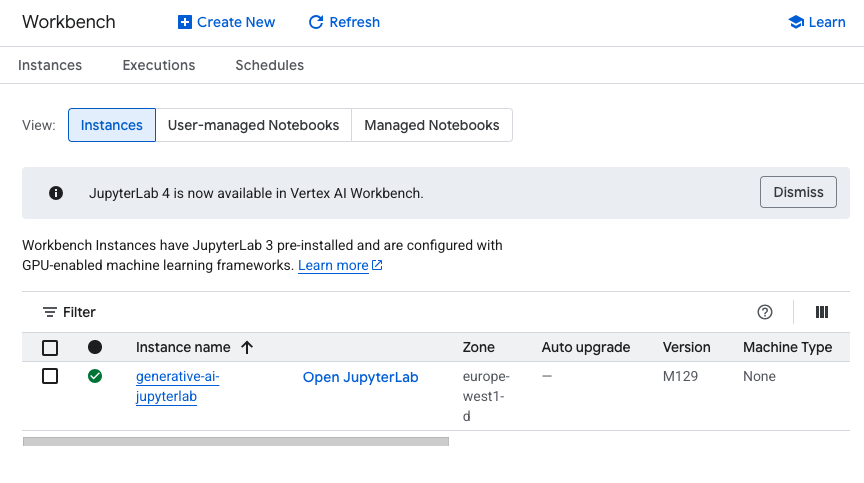 Workbench Create New Refresh Learn
Instances Executions Schedules
View: Instances User-managed Notebooks Managed Notebooks
JupyterLab 4 is now available in Vertex AI Workbench. Dismiss
Workbench Instances have JupyterLab 3 pre-installed and are configured with
GPU-enabled machine learning frameworks. Learn more
Filter
Instance name Zone Auto upgrade Version Machine Type
generative-ai- Open JupyterLab europe- — M129 None
jupyterlab west1-
d